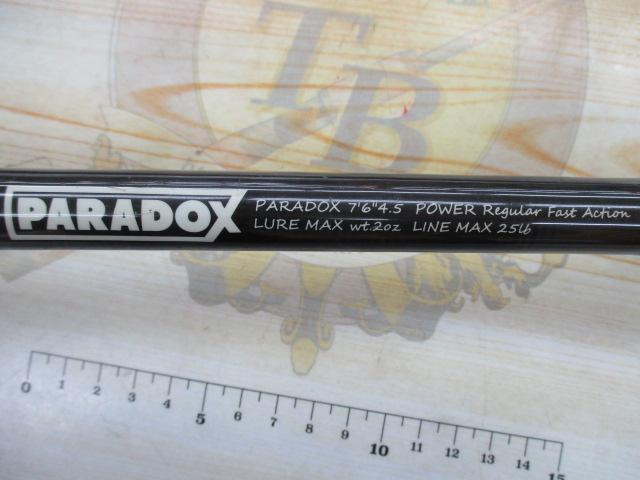 TB
PARADOX
PARADOX 7'6"4.5 POWER Regular Fast Action
LURE MAX wt.2oz LINE MAX 25lb
0 1 2 3 4 5 6 7 8 9 10 11 12 13 14 15